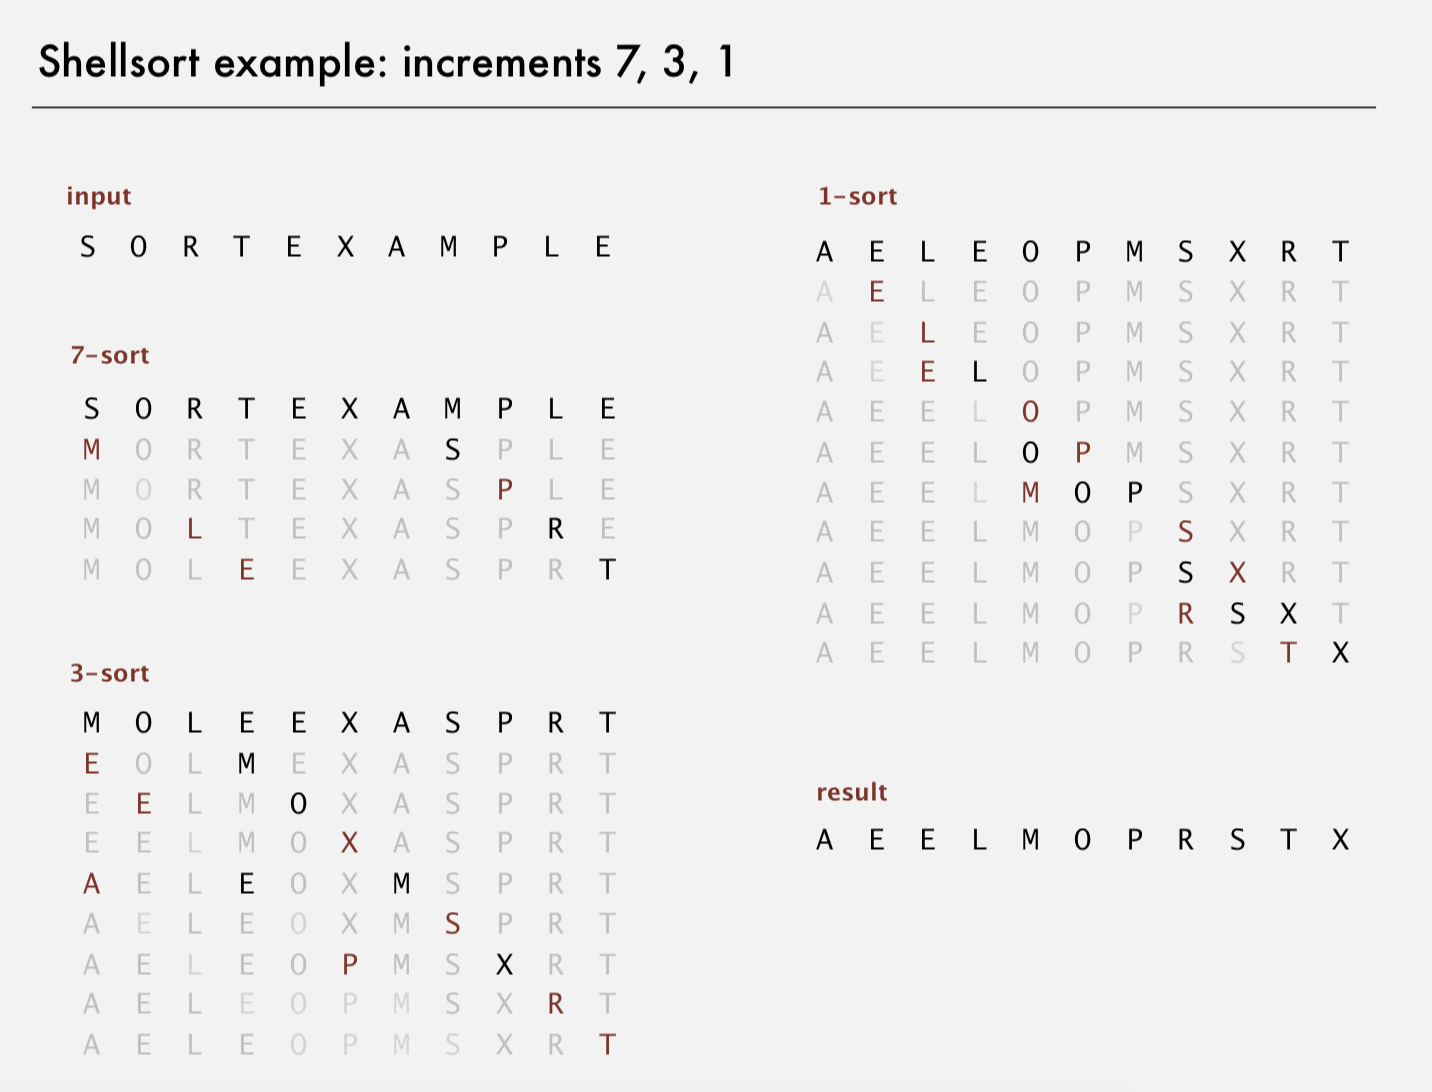 Shellsort example: increments 7, 3, 1
input
S O R T E X A M P L E
7-sort
S O R T E X A M P L E
M O R T E X A S P L E
M O R T E X A S P L E
M O L T E X A S P R E
M O L E E X A S P R T
3-sort
M O L E E X A S P R T
E O L M E X A S P R T
E E L M O X A S P R T
E E L M O X A S P R T
A E L E O X M S P R T
A E L E O X M S P R T
A E L E O P M S X R T
A E L E O P M S X R T
A E L E O P M S X R T
1-sort
A E L E O P M S X R T
A E L E O P M S X R T
A E L E O P M S X R T
A E E L O P M S X R T
A E E L O P M S X R T
A E E L O P M S X R T
A E E L M O P S X R T
A E E L M O P S X R T
A E E L M O P S X R T
A E E L M O P R S X T
A E E L M O P R S T X
result
A E E L M O P R S T X